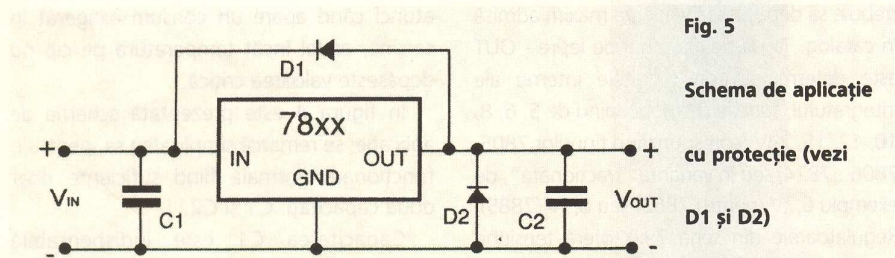 Fig. 5
Schema de aplicație
cu protecție (vezi
D1 și D2)
D1
78xx
+ IN OUT +
GND
VIN C1 D2 C2 VOUT
- -